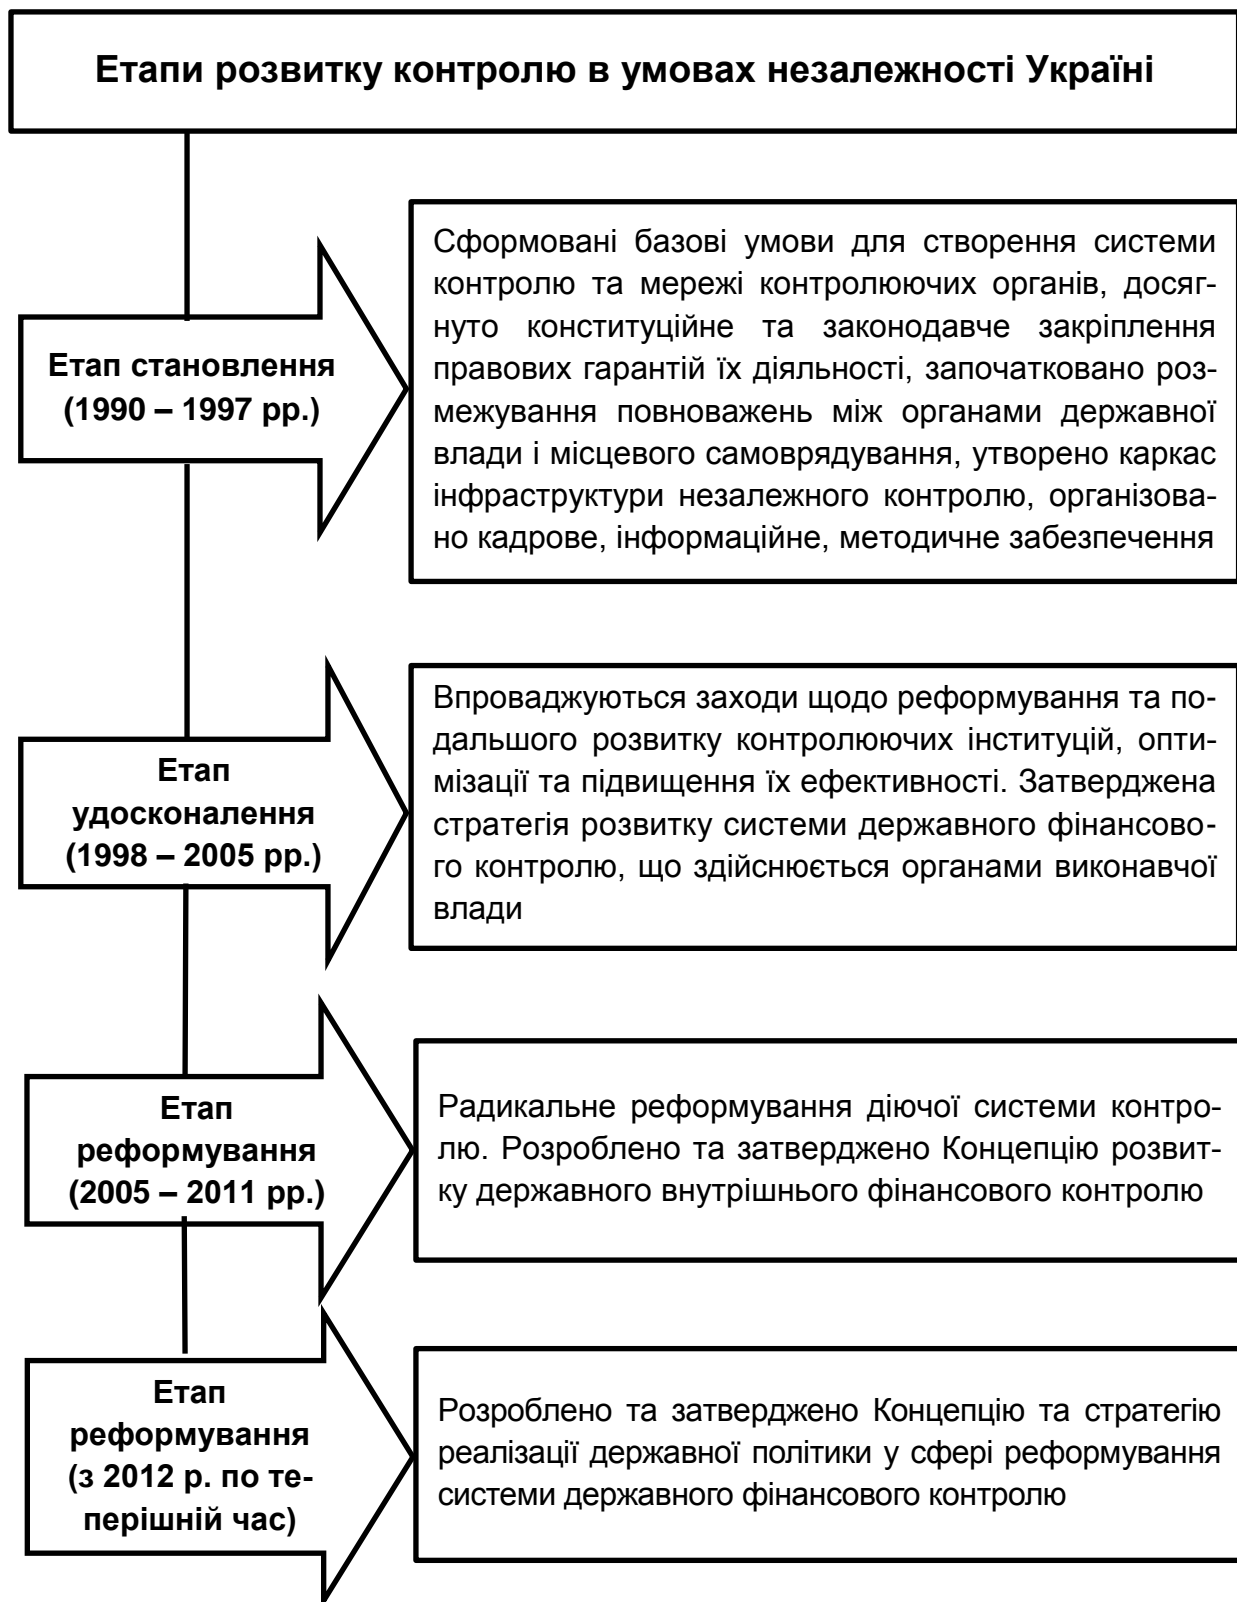 Етапи розвитку контролю в умовах незалежності Україні
Етап становлення
(1990 – 1997 рр.)
Сформовані базові умови для створення системи
контролю та мережі контролюючих органів, досяг-
нуто конституційне та законодавче закріплення
правових гарантій їх діяльності, започатковано роз-
межування повноважень між органами державної
влади і місцевого самоврядування, утворено каркас
інфраструктури незалежного контролю, організова-
но кадрове, інформаційне, методичне забезпечення
Етап
удосконалення
(1998 – 2005 рр.)
Впроваджуються заходи щодо реформування та по-
дальшого розвитку контролюючих інституцій, опти-
мізації та підвищення їх ефективності. Затверджена
стратегія розвитку системи державного фінансово-
го контролю, що здійснюється органами виконавчої
влади
Етап
реформування
(2005 – 2011 рр.)
Радикальне реформування діючої системи контро-
лю. Розроблено та затверджено Концепцію розвит-
ку державного внутрішнього фінансового контролю
Етап
реформування
(з 2012 р. по те-
перішній час)
Розроблено та затверджено Концепцію та стратегію
реалізації державної політики у сфері реформування
системи державного фінансового контролю